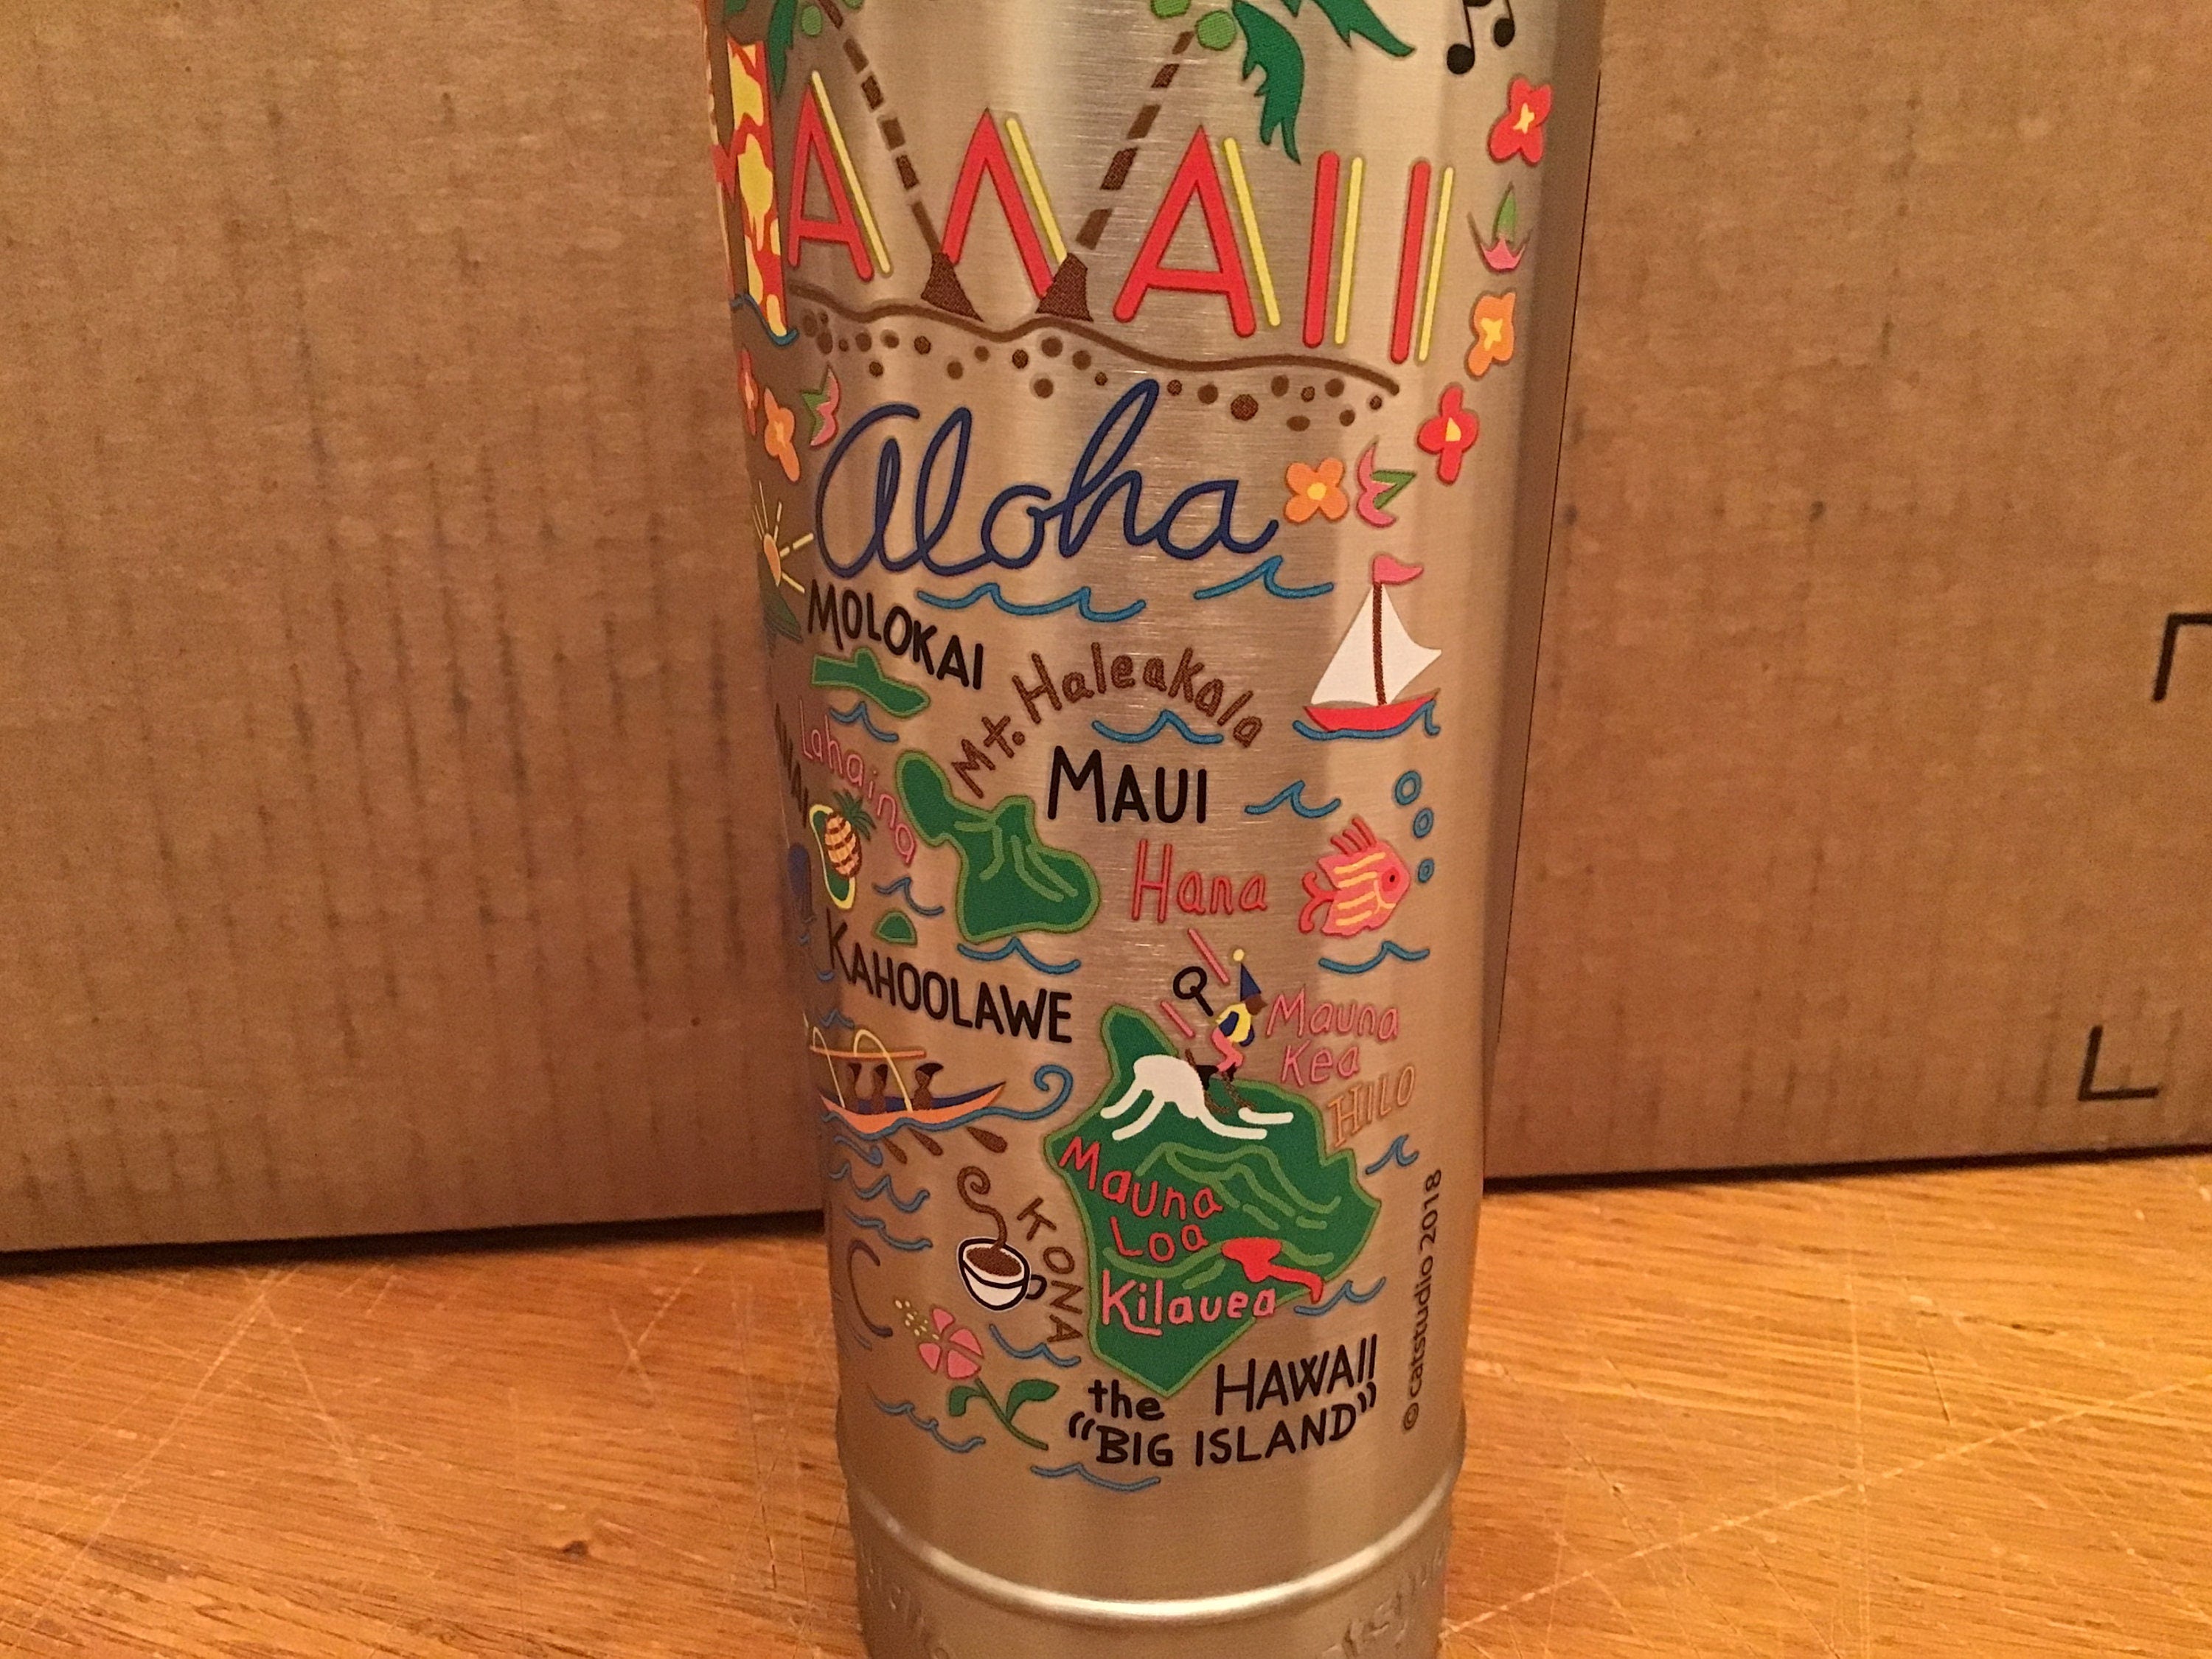 HAWAII
Aloha
MOLOKAI
Mt. Haleakala
Lahaina
MAUI
Hana
KAHOOLAWE
Mauna
Kea
HILO
Mauna
Loa
KONA
Kilauea
the HAWAII
"BIG ISLAND"
© catstudio 2018